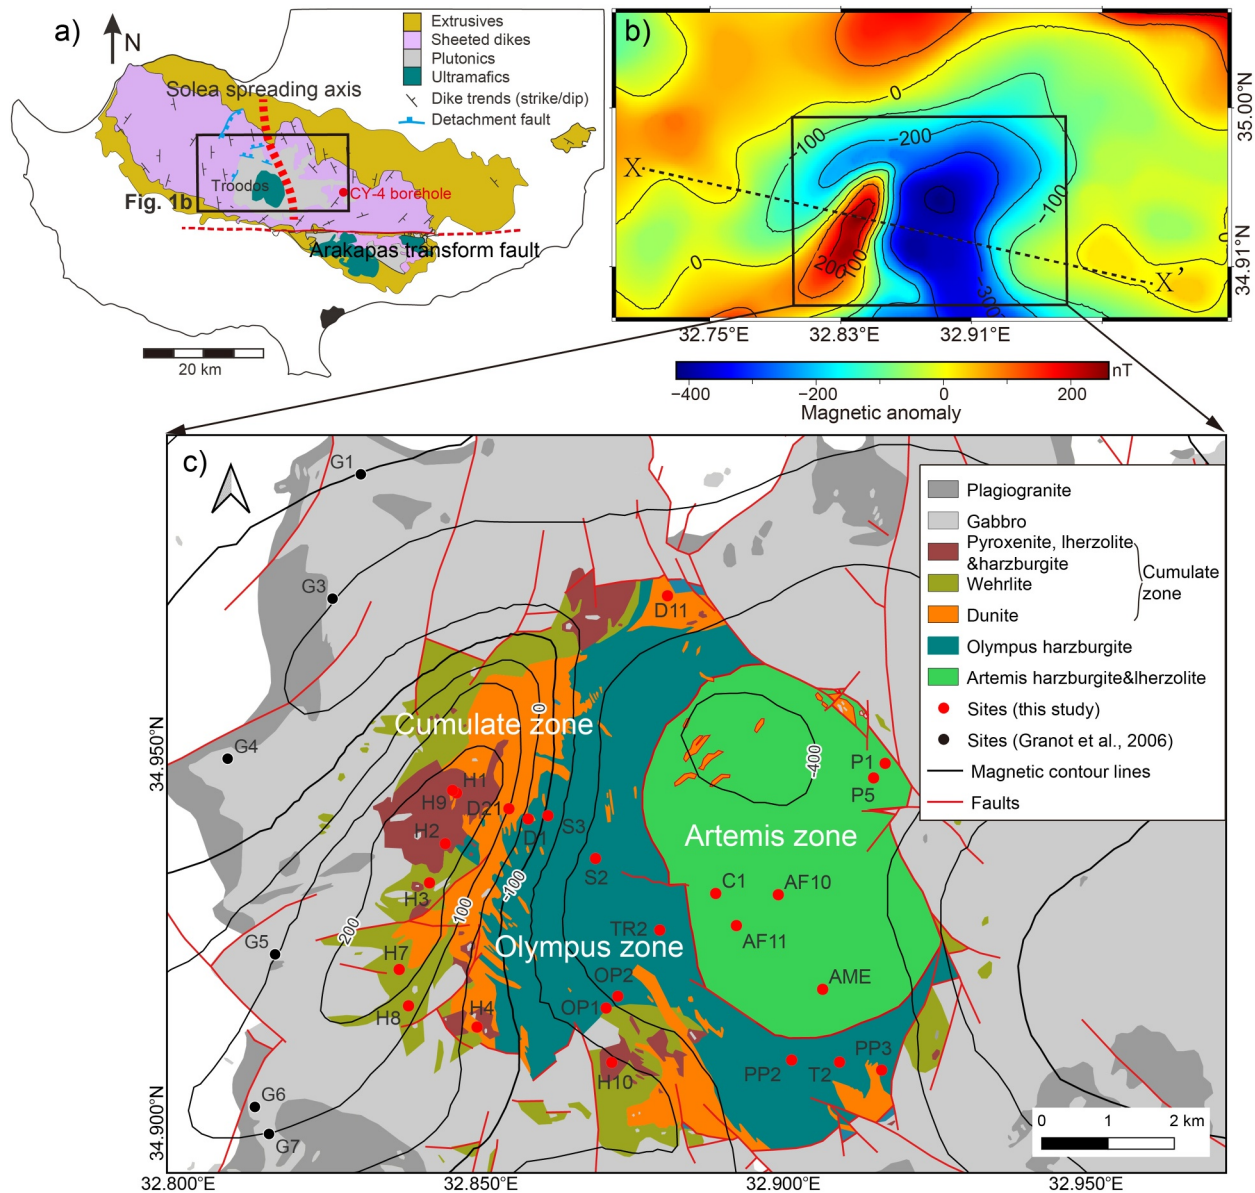 a)
N
Extrusives
Sheeted dikes
Plutonics
Ultramafics
Dike trends (strike/dip)
Detachment fault
Solea spreading axis
Troodos
CY-4 borehole
Fig. 1b
Arakapas transform fault
20 km
b)
0
-100
-200
-100
X
0
200
100
0
-300
X'
35.00°N
34.91°N
32.75°E
32.83°E
32.91°E
nT
-400
-200
0
200
Magnetic anomaly
c)
G1
G3
G4
G5
G6
G7
Plagiogranite
Gabbro
Pyroxenite, lherzolite
&harzburgite
Wehrlite
Dunite
Cumulate
zone
Olympus harzburgite
Artemis harzburgite&lherzolite
Sites (this study)
Sites (Granot et al., 2006)
Magnetic contour lines
Faults
D11
0
Cumulate zone
-400
P1
P5
H1
H9
D21
H2
D1
S3
Artemis zone
S2
H3
-100
C1
AF10
200
100
TR2
AF11
Olympus zone
H7
OP2
AME
H8
H4
OP1
H10
PP2
T2
PP3
0
1
2 km
34.950°N
34.900°N
32.800°E
32.850°E
32.900°E
32.950°E